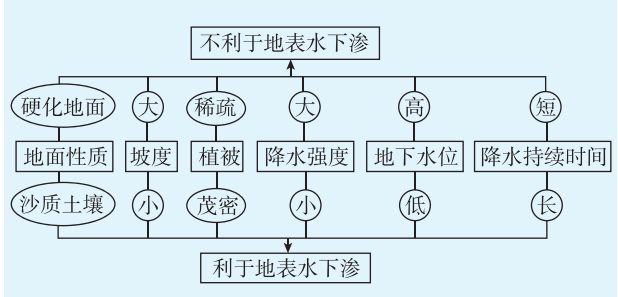 不利于地表水下渗
硬化地面 大 稀疏 大 高 短
地面性质 坡度 植被 降水强度 地下水位 降水持续时间
沙质土壤 小 茂密 小 低 长
利于地表水下渗